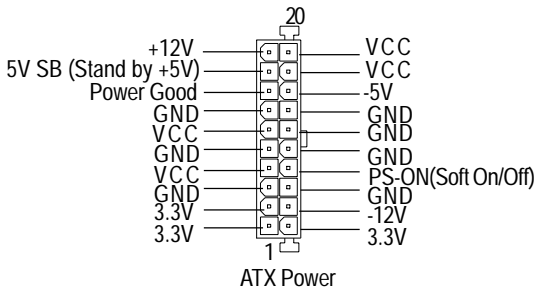 20
+12V VCC
5V SB (Stand by +5V) VCC
Power Good -5V
GND GND
VCC GND
GND GND
VCC PS-ON(Soft On/Off)
GND GND
3.3V -12V
3.3V 3.3V
1
ATX Power